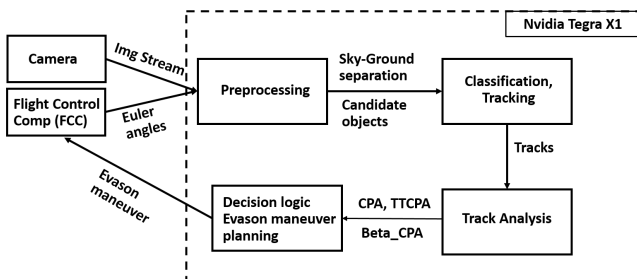 Nvidia Tegra X1
Camera
Img Stream
Flight Control
Comp (FCC)
Euler
angles
Preprocessing
Sky-Ground
separation
Candidate
objects
Classification,
Tracking
Tracks
Track Analysis
CPA, TTCPA
Beta_CPA
Decision logic
Evason maneuver
planning
Evason
maneuver